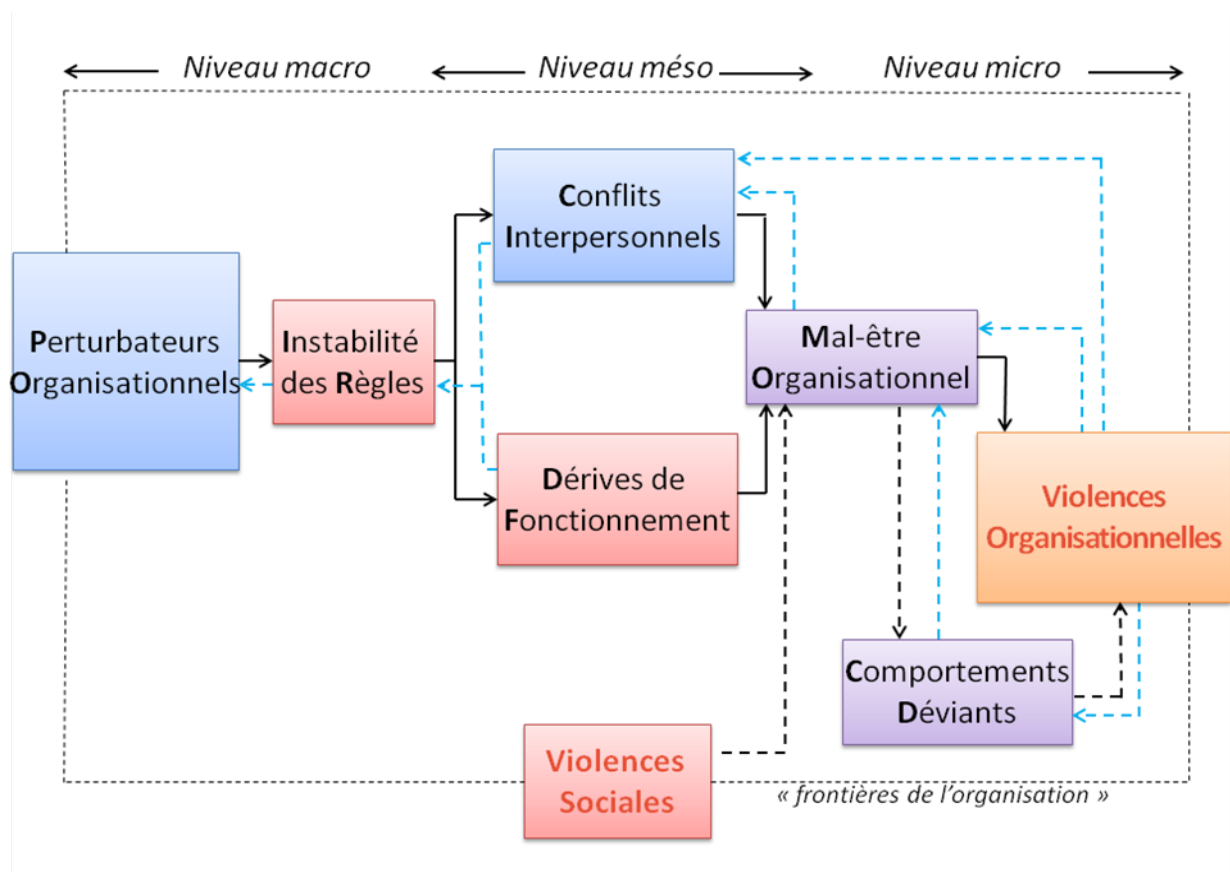 Niveau macro
Niveau méso
Niveau micro
Conflits
Interpersonnels
Perturbateurs
Organisationnels
Instabilité
des Règles
Mal-être
Organisationnel
Dérives de
Fonctionnement
Violences
Organisationnelles
Comportements
Déviants
Violences
Sociales
« frontières de l’organisation »